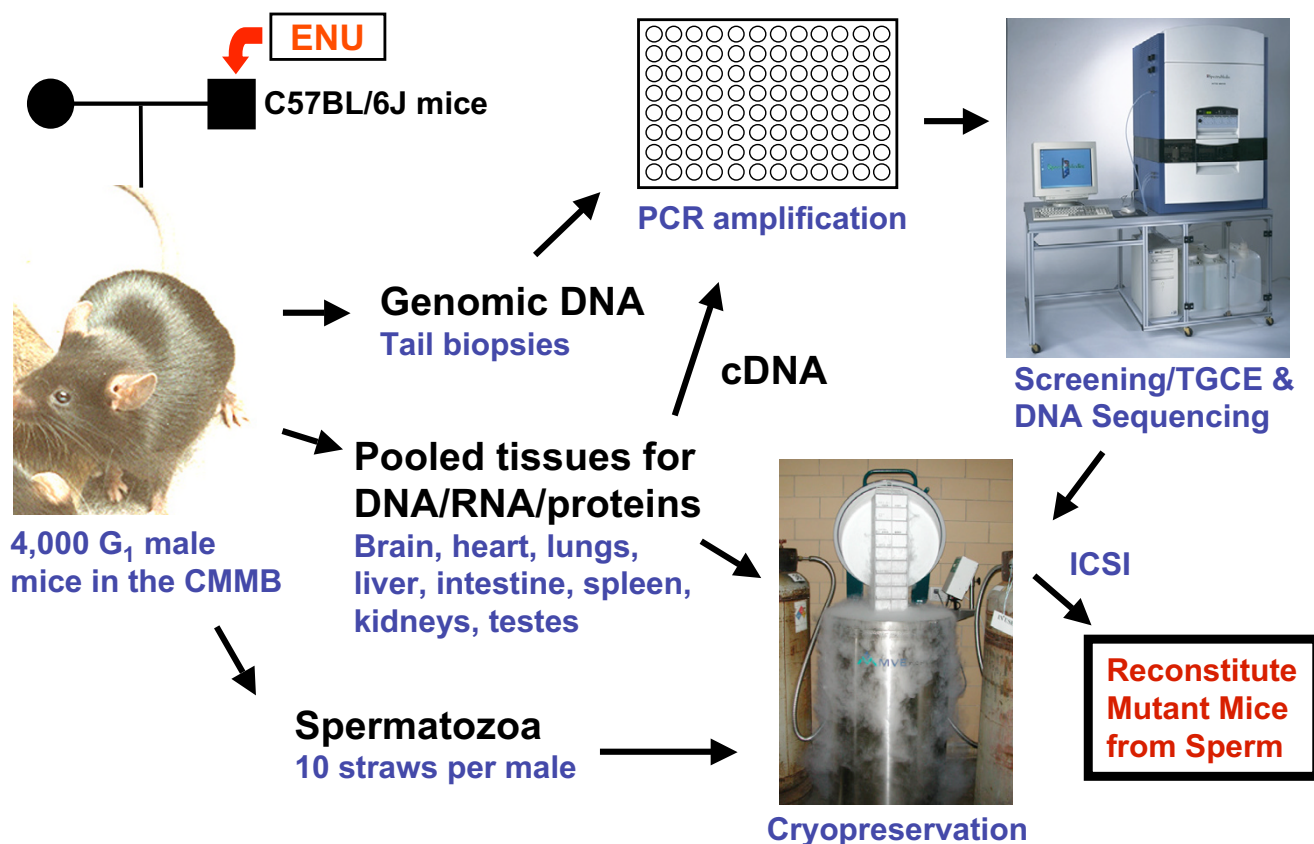 ENU
C57BL/6J mice
PCR amplification
Genomic DNA
Tail biopsies
cDNA
Screening/TGCE &
DNA Sequencing
Pooled tissues for
DNA/RNA/proteins
Brain, heart, lungs,
liver, intestine, spleen,
kidneys, testes
4,000 G₁ male
mice in the CMMB
ICSI
MVE
Reconstitute
Mutant Mice
from Sperm
Spermatozoa
10 straws per male
Cryopreservation